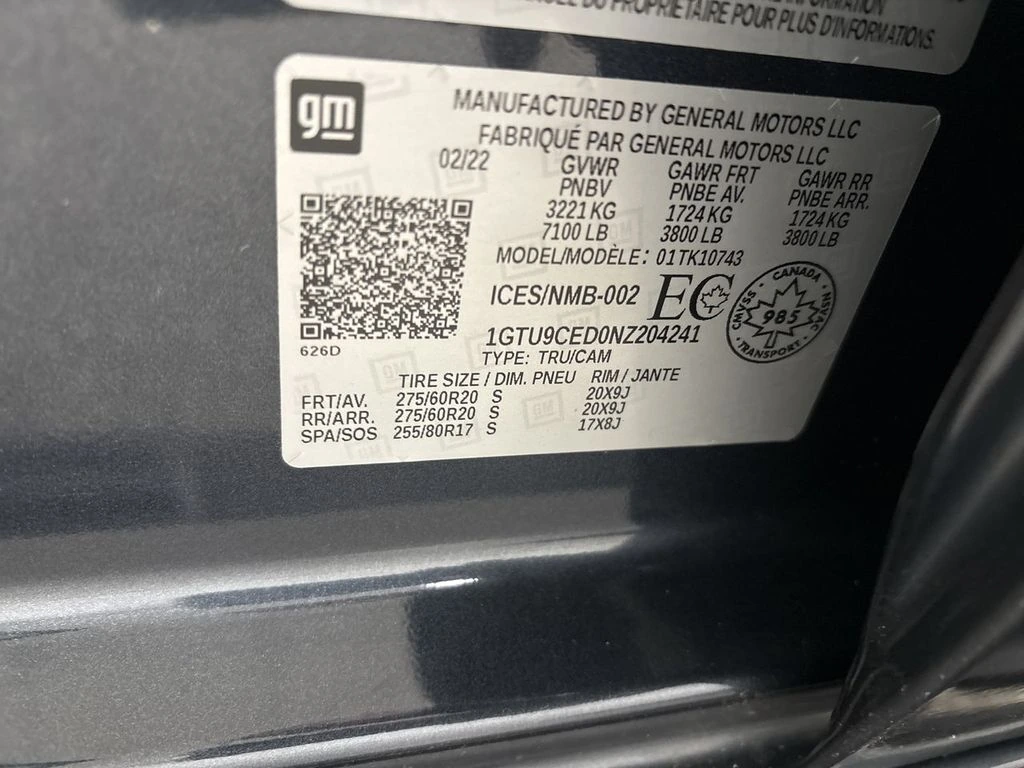 DU PROPRIÉTAIRE POUR PLUS D'INFORMATIONS.
gm
MANUFACTURED BY GENERAL MOTORS LLC
FABRIQUÉ PAR GENERAL MOTORS LLC
02/22 GVWR GAWR FRT GAWR RR
PNBV PNBE AV. PNBE ARR.
3221 KG 1724 KG 1724 KG
7100 LB 3800 LB 3800 LB
MODEL/MODÈLE: 01TK10743
ICES/NMB-002 EC
CANADA
CMVSS 985 NSVAC
TRANSPORT
1GTU9CED0NZ204241
626D
TYPE: TRU/CAM
TIRE SIZE / DIM. PNEU RIM / JANTE
FRT/AV. 275/60R20 S 20X9J
RR/ARR. 275/60R20 S 20X9J
SPA/SOS 255/80R17 S 17X8J